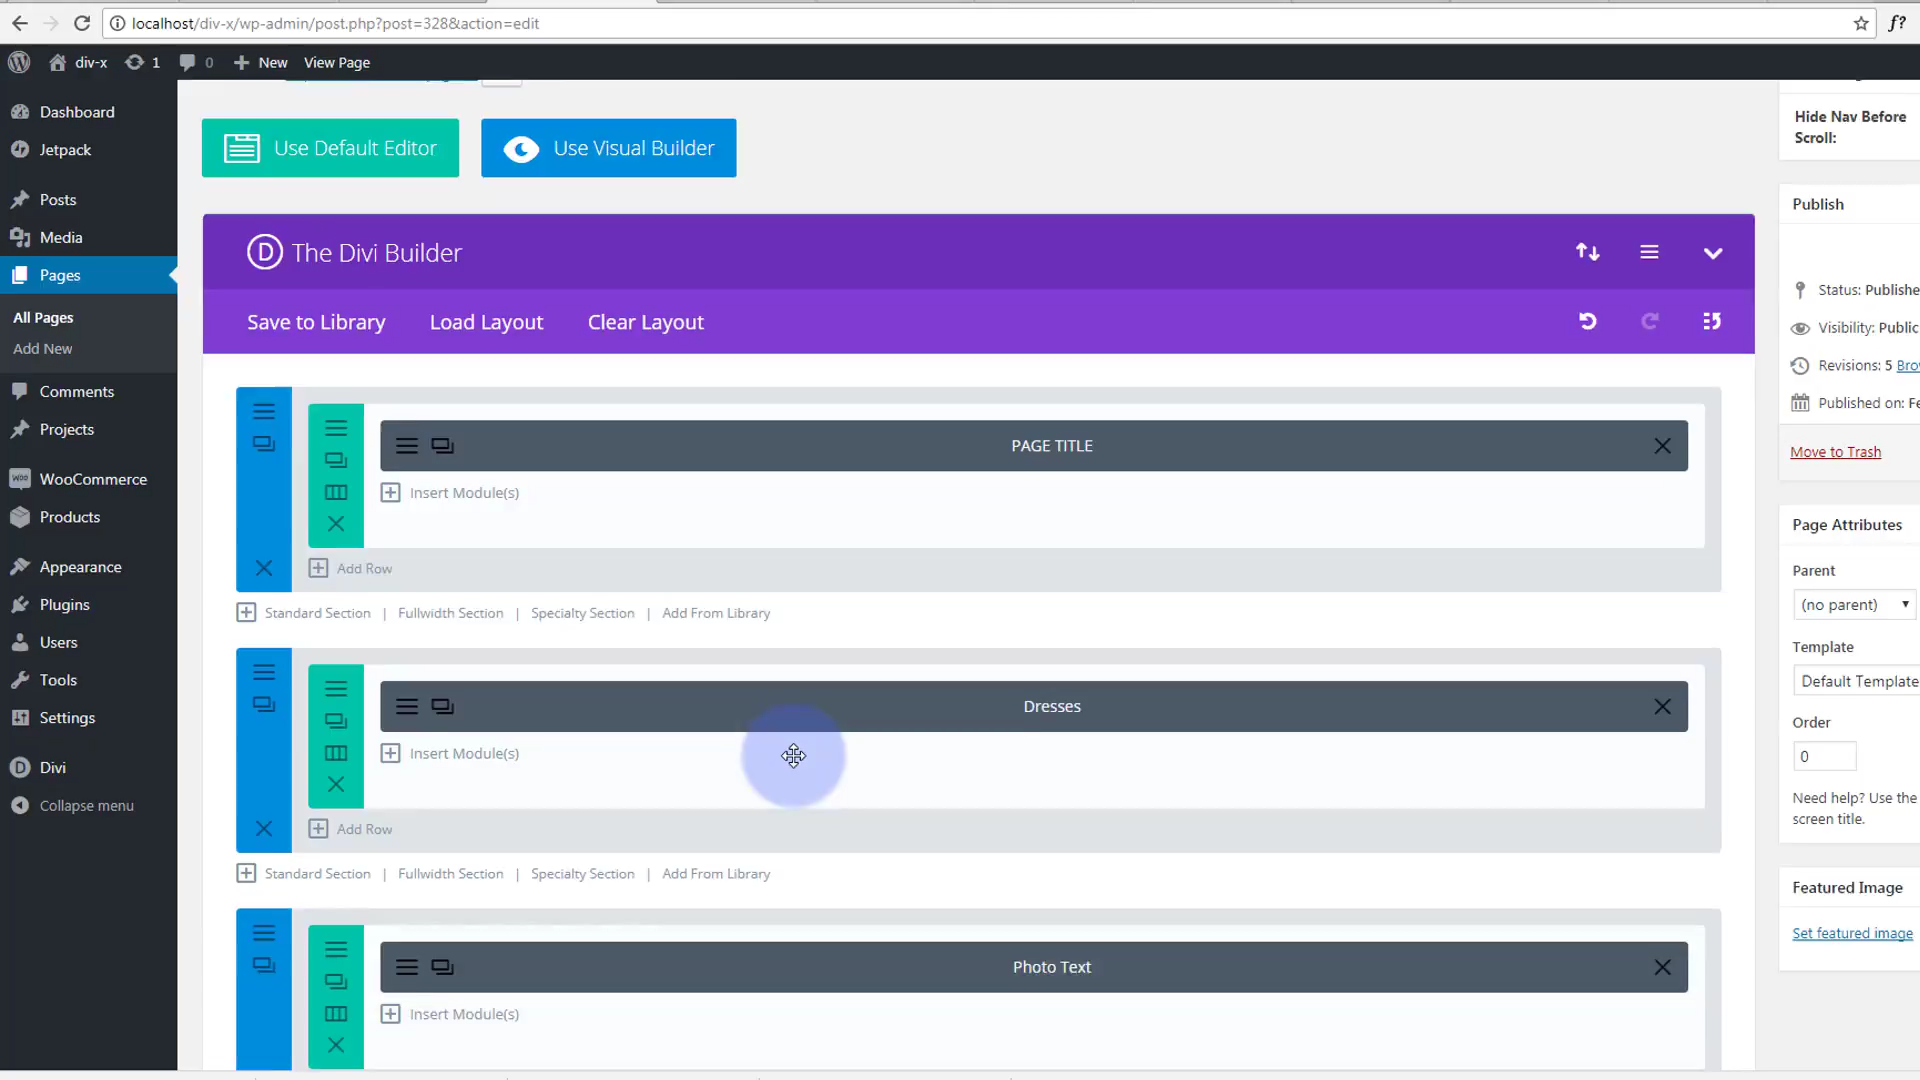 localhost/div-x/wp-admin/post.php?post=328&action=edit
f?
div-x 1 0 New View Page
Dashboard
Jetpack
Posts
Media
Pages
All Pages
Add New
Comments
Projects
WooCommerce
Products
Appearance
Plugins
Users
Tools
Settings
Divi
Collapse menu
Use Default Editor
Use Visual Builder
The Divi Builder
Save to Library
Load Layout
Clear Layout
PAGE TITLE
Insert Module(s)
Add Row
Standard Section | Fullwidth Section | Specialty Section | Add From Library
Dresses
Insert Module(s)
Add Row
Standard Section | Fullwidth Section | Specialty Section | Add From Library
Photo Text
Insert Module(s)
Hide Nav Before
Scroll:
Publish
Status: Publishe
Visibility: Public
Revisions: 5 Bro
Published on: Fe
Move to Trash
Page Attributes
Parent
(no parent)
Template
Default Template
Order
0
Need help? Use the
screen title.
Featured Image
Set featured image